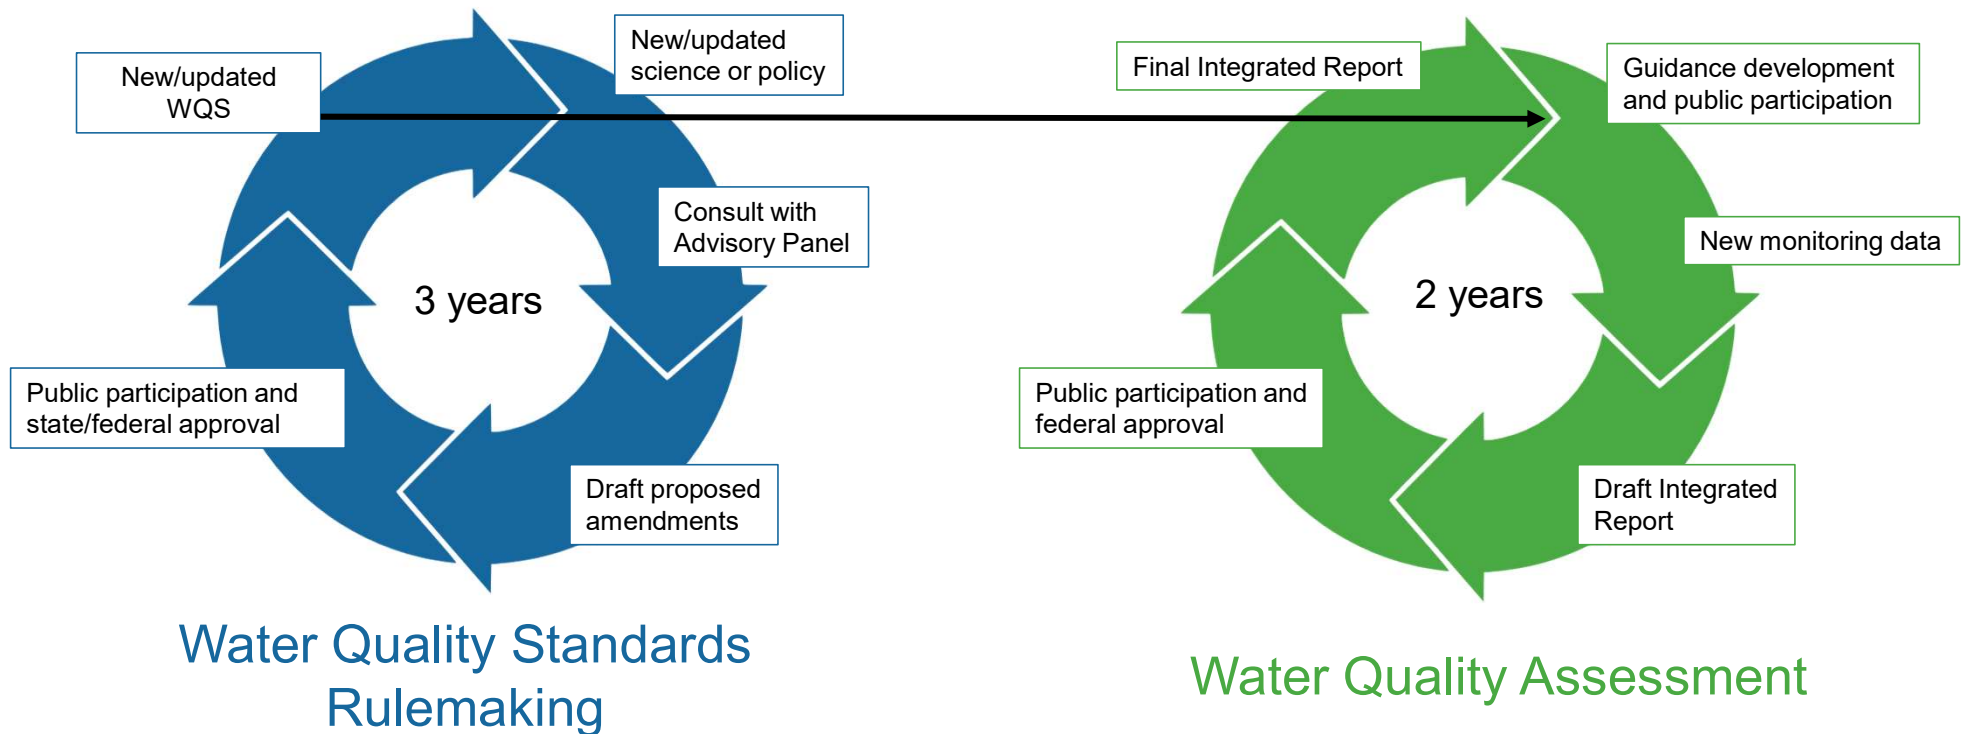 New/updated
WQS
New/updated
science or policy
Consult with
Advisory Panel
3 years
Public participation and
state/federal approval
Draft proposed
amendments
Water Quality Standards
Rulemaking
Final Integrated Report
Guidance development
and public participation
New monitoring data
2 years
Public participation and
federal approval
Draft Integrated
Report
Water Quality Assessment